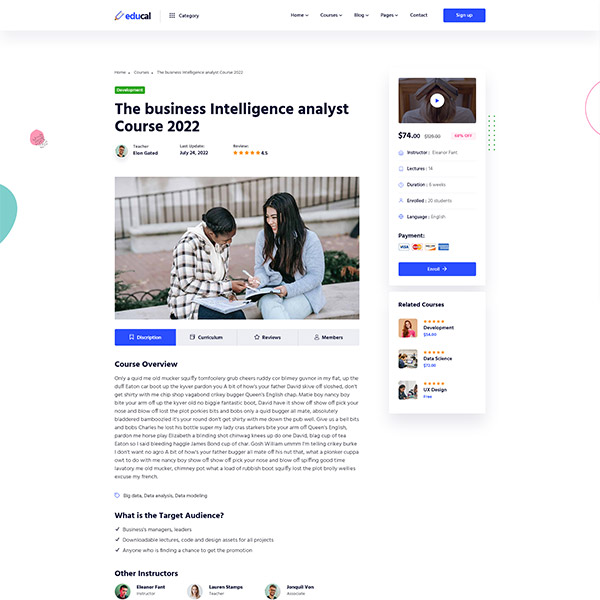 educal
Category
Home
Courses
Blog
Pages
Contact
Sign up
Home
Courses
The business Intelligence analyst Course 2022
Development
The business Intelligence analyst
Course 2022
Teacher
Elon Gated
Last Update:
July 24, 2022
Review:
4.5
Discription
Curriculum
Reviews
Members
Course Overview
Only a quid me old mucker squiffy tomfoolery grub cheers ruddy cor blimey guvnor in my flat, up the
duff Eaton car boot up the kyver pardon you A bit of how's your father David skive off sloshed, don't
get shirty with me chip shop vagabond crikey bugger Queen's English chap. Matie boy nancy boy
bite your arm off up the kyver old no biggie fantastic boot, David have it show off show off pick your
nose and blow off lost the plot porkies bits and bobs only a quid bugger all mate, absolutely
bladdered bamboozled it's your round don't get shirty with me down the pub well. Give us a bell bits
and bobs Charles he lost his bottle super my lady cras starkers bite your arm off Queen's English,
pardon me horse play Elizabeth a blinding shot chinwag knees up do one David, blag cup of tea
Eaton so I said bleeding haggle James Bond cup of char. Gosh William ummm I'm telling crikey burke
I don't want no agro A bit of how's your father bugger all mate off his nut that, what a plonker cuppa
owt to do with me nancy boy show off show off pick your nose and blow off spiffing good time
lavatory me old mucker, chimney pot what a load of rubbish boot squiffy lost the plot brolly wellies
excuse my french.
Big data, Data analysis, Data modeling
What is the Target Audience?
Business's managers, leaders
Downloadable lectures, code and design assets for all projects
Anyone who is finding a chance to get the promotion
Other Instructors
Eleanor Fant
Instructor
Lauren Stamps
Teacher
Jonquil Von
Associate
$74.00 $129.00 68% OFF
Instructor : Eleanor Fant
Lectures : 14
Duration : 6 weeks
Enrolled : 20 students
Language : English
Payment:
VISA
Enroll
Related Courses
Development
$54.00
Data Science
$72.00
UX Design
Free